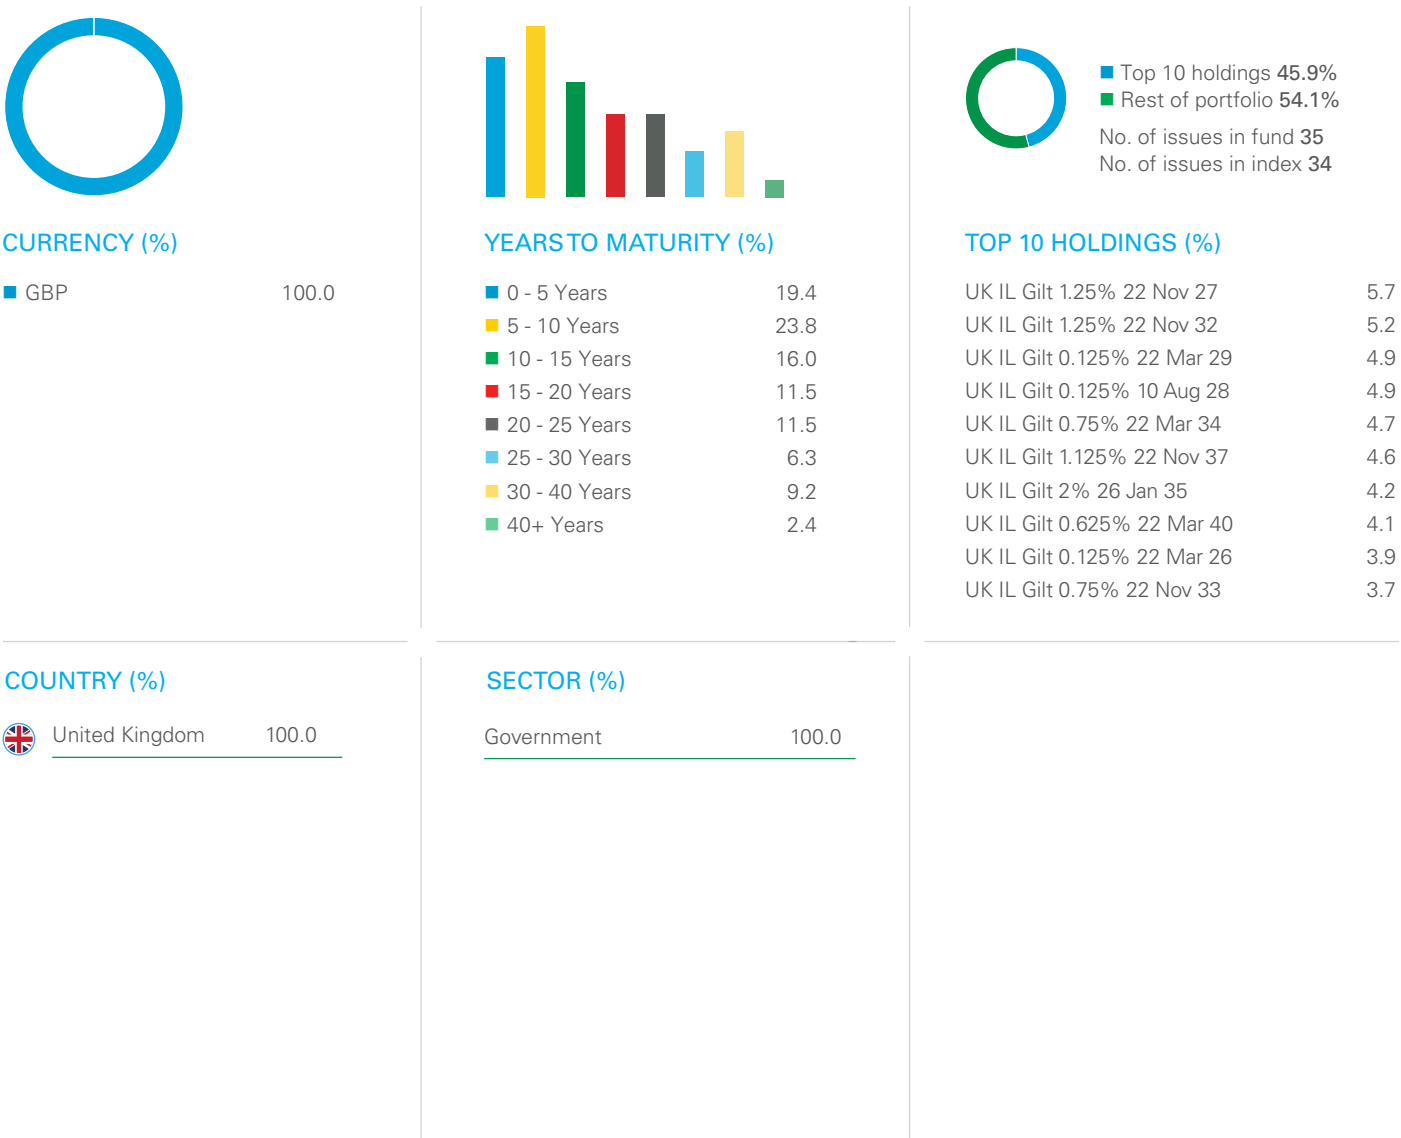 CURRENCY (%)
GBP 100.0
YEARS TO MATURITY (%)
0 - 5 Years 19.4
5 - 10 Years 23.8
10 - 15 Years 16.0
15 - 20 Years 11.5
20 - 25 Years 11.5
25 - 30 Years 6.3
30 - 40 Years 9.2
40+ Years 2.4
Top 10 holdings 45.9%
Rest of portfolio 54.1%
No. of issues in fund 35
No. of issues in index 34
TOP 10 HOLDINGS (%)
UK IL Gilt 1.25% 22 Nov 27 5.7
UK IL Gilt 1.25% 22 Nov 32 5.2
UK IL Gilt 0.125% 22 Mar 29 4.9
UK IL Gilt 0.125% 10 Aug 28 4.9
UK IL Gilt 0.75% 22 Mar 34 4.7
UK IL Gilt 1.125% 22 Nov 37 4.6
UK IL Gilt 2% 26 Jan 35 4.2
UK IL Gilt 0.625% 22 Mar 40 4.1
UK IL Gilt 0.125% 22 Mar 26 3.9
UK IL Gilt 0.75% 22 Nov 33 3.7
COUNTRY (%)
United Kingdom 100.0
SECTOR (%)
Government 100.0